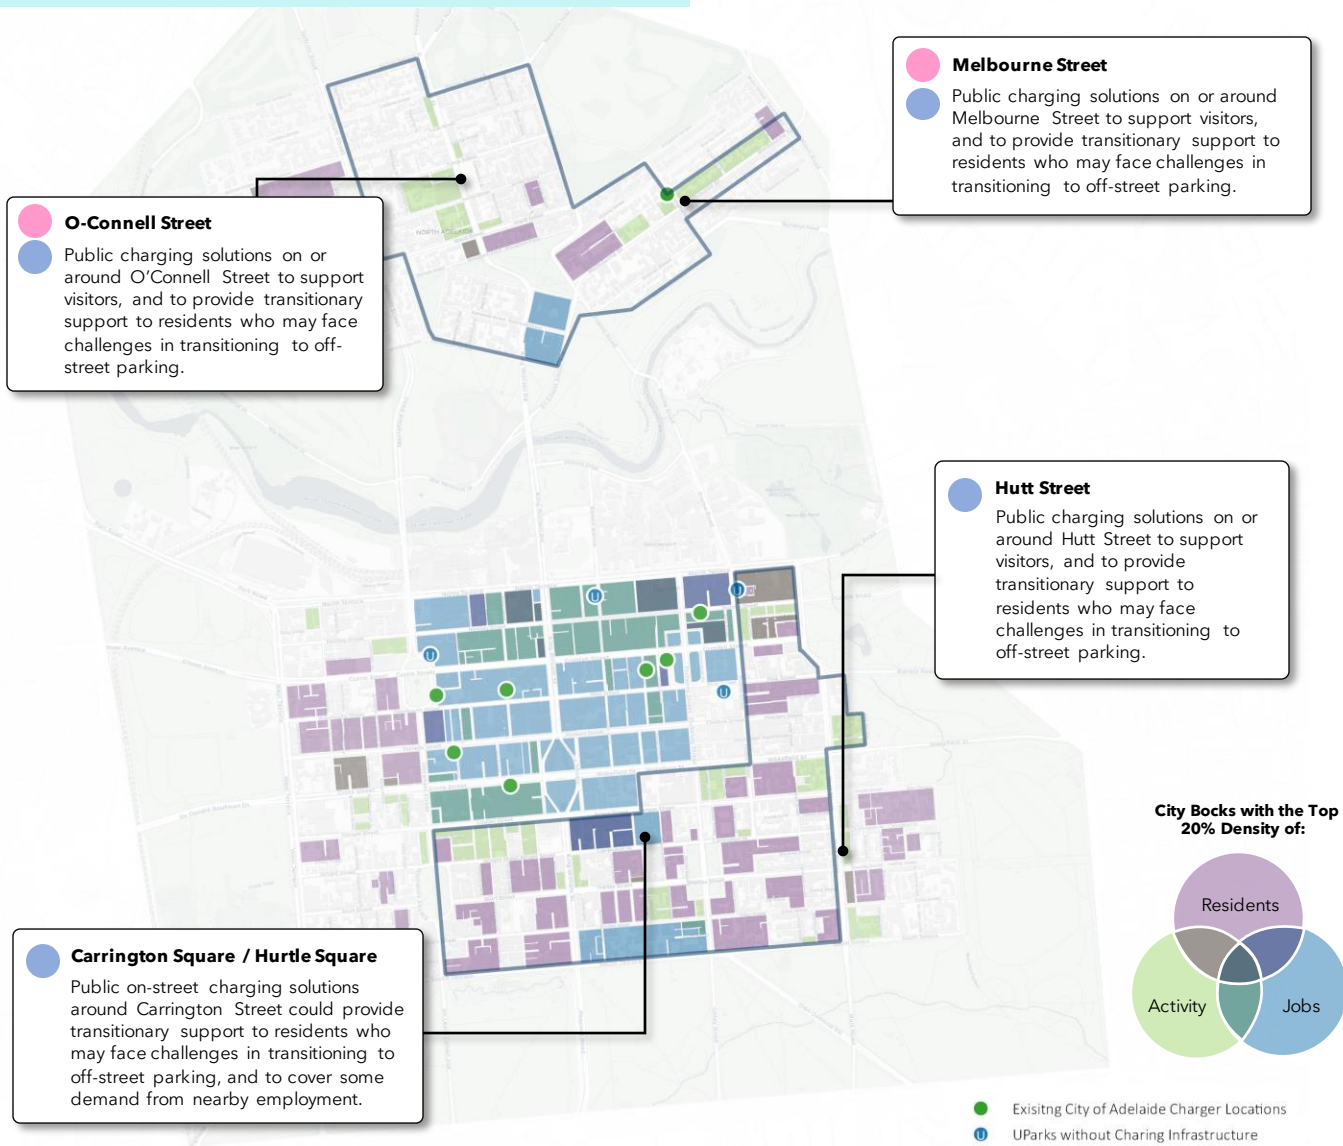 Melbourne Street
Public charging solutions on or around
Melbourne Street to support visitors,
and to provide transitionary support to
residents who may face challenges in
transitioning to off-street parking.
O-Connell Street
Public charging solutions on or
around O'Connell Street to support
visitors, and to provide transitionary
support to residents who may face
challenges in transitioning to off-
street parking.
NORTH ADELAIDE
Hutt Street
Public charging solutions on or
around Hutt Street to support
visitors, and to provide
transitionary support to
residents who may face
challenges in transitioning to
off-street parking.
U
U
U
U
Carrington Square / Hurtle Square
Public on-street charging solutions
around Carrington Street could provide
transitionary support to residents who
may face challenges in transitioning to
off-street parking, and to cover some
demand from nearby employment.
City Bocks with the Top
20% Density of:
Residents
Activity
Jobs
Exisitng City of Adelaide Charger Locations
U UParks without Charing Infrastructure